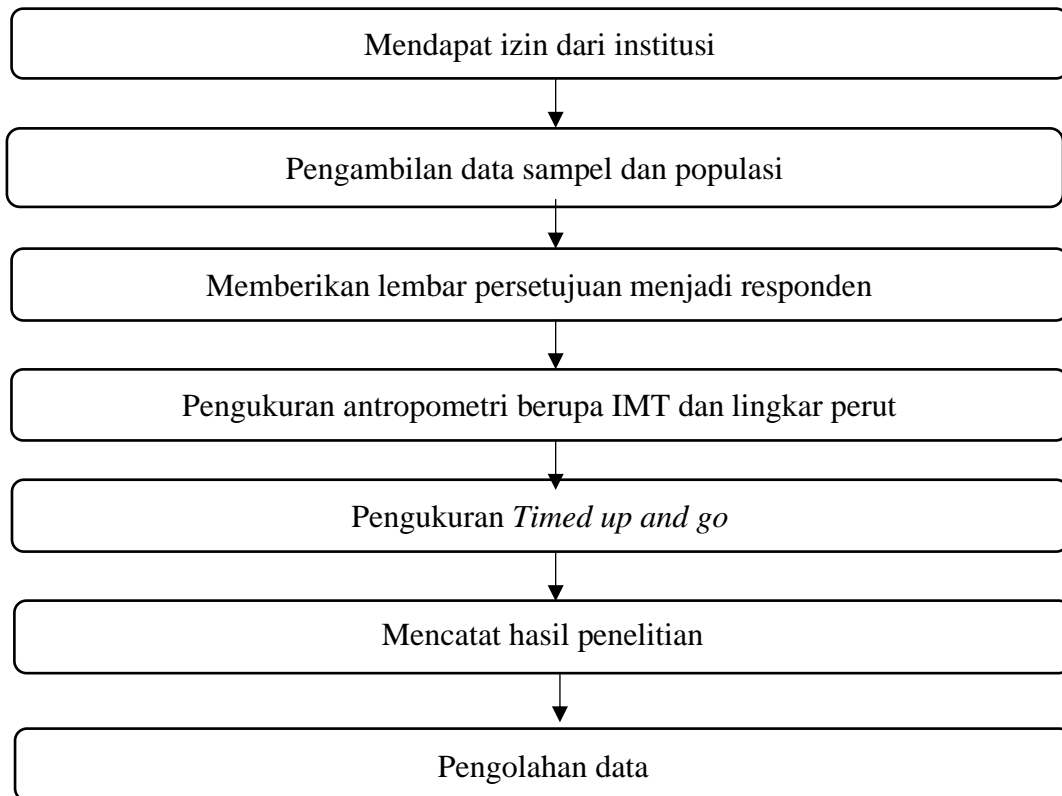 Mendapat izin dari institusi
Pengambilan data sampel dan populasi
Memberikan lembar persetujuan menjadi responden
Pengukuran antropometri berupa IMT dan lingkar perut
Pengukuran Timed up and go
Mencatat hasil penelitian
Pengolahan data